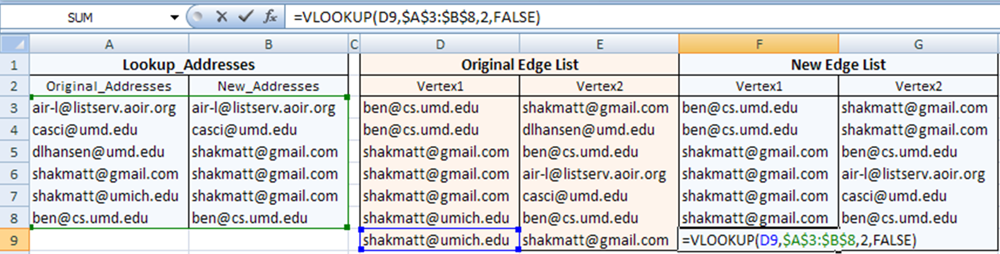 SUM =VLOOKUP(D9,$A$3:$B$8,2,FALSE)
A B C D E F G
1 Lookup_Addresses Original Edge List New Edge List
2 Original_Addresses New_Addresses Vertex1 Vertex2 Vertex1 Vertex2
3 air-l@listserv.aoir.org air-l@listserv.aoir.org ben@cs.umd.edu shakmatt@gmail.com ben@cs.umd.edu shakmatt@gmail.com
4 casci@umd.edu casci@umd.edu ben@cs.umd.edu dlhansen@umd.edu ben@cs.umd.edu shakmatt@gmail.com
5 dlhansen@umd.edu shakmatt@gmail.com shakmatt@gmail.com ben@cs.umd.edu shakmatt@gmail.com ben@cs.umd.edu
6 shakmatt@gmail.com shakmatt@gmail.com shakmatt@gmail.com air-l@listserv.aoir.org shakmatt@gmail.com air-l@listserv.aoir.org
7 shakmatt@umich.edu shakmatt@gmail.com shakmatt@gmail.com casci@umd.edu shakmatt@gmail.com casci@umd.edu
8 ben@cs.umd.edu ben@cs.umd.edu shakmatt@umich.edu ben@cs.umd.edu shakmatt@gmail.com ben@cs.umd.edu
9 shakmatt@umich.edu shakmatt@gmail.com =VLOOKUP(D9,$A$3:$B$8,2,FALSE)